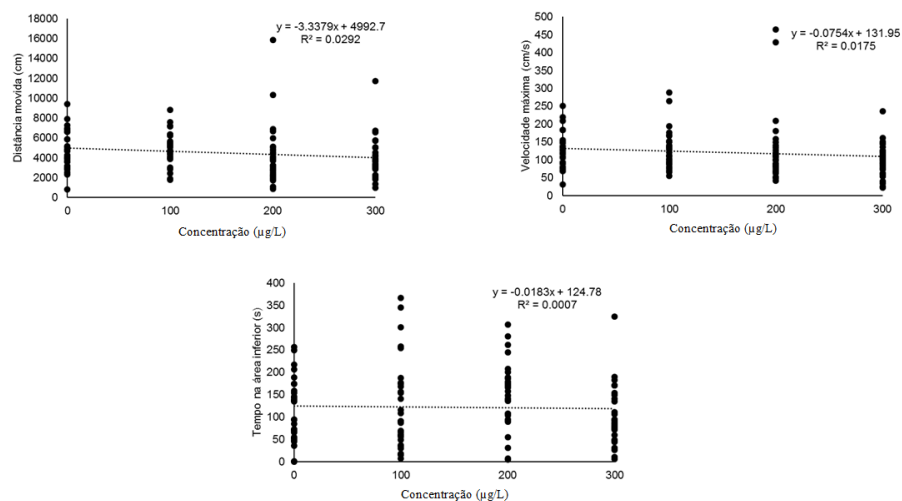 y = -3.3379x + 4992.7
R² = 0.0292
Distância movida (cm)
18000
16000
14000
12000
10000
8000
6000
4000
2000
0
0 100 200 300
Concentração (µg/L)
y = -0.0754x + 131.95
R² = 0.0175
Velocidade máxima (cm/s)
500
450
400
350
300
250
200
150
100
50
0
0 100 200 300
Concentração (µg/L)
y = -0.0183x + 124.78
R² = 0.0007
Tempo na área inferior (s)
400
350
300
250
200
150
100
50
0
0 100 200 300
Concentração (µg/L)